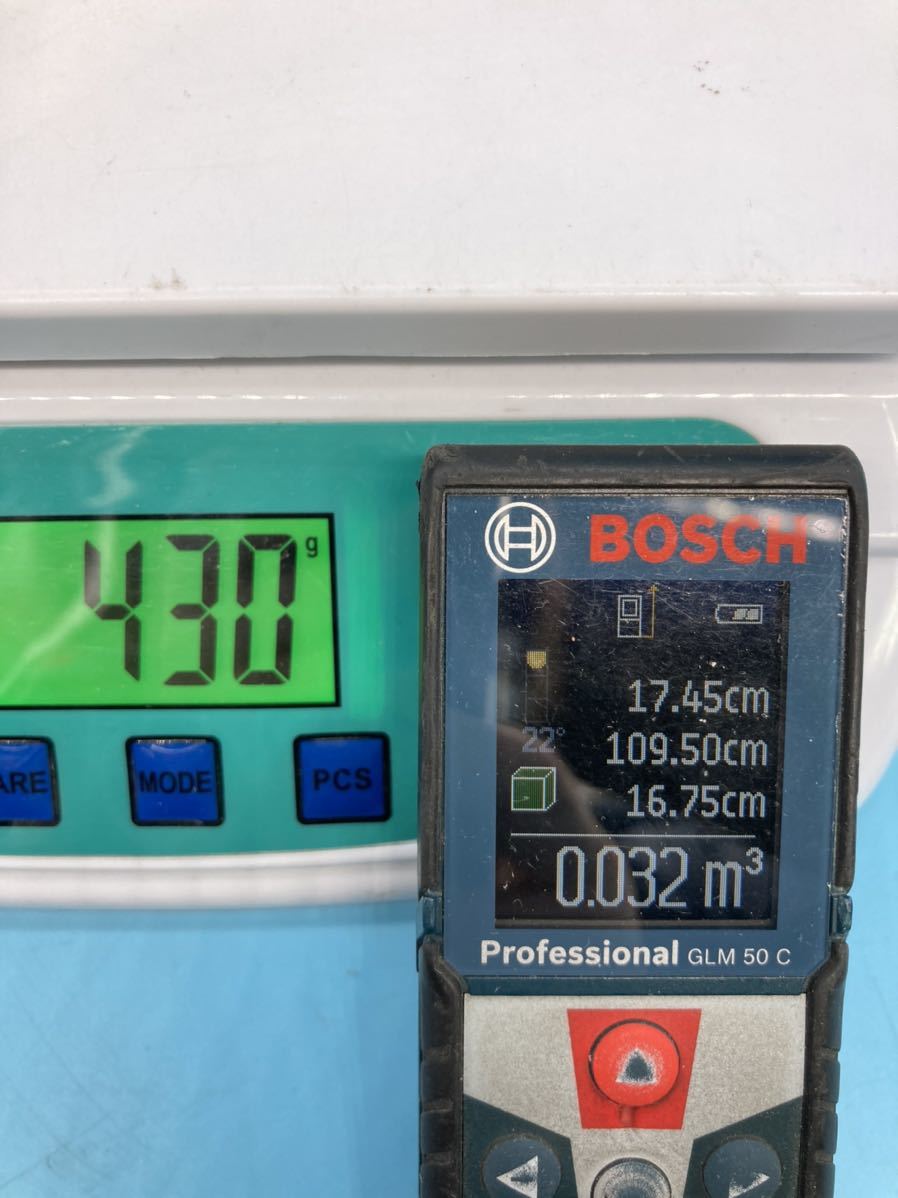 430 g
ARE MODE PCS
BOSCH
17.45cm
22° 109.50cm
16.75cm
0.032 m³
Professional GLM 50 C